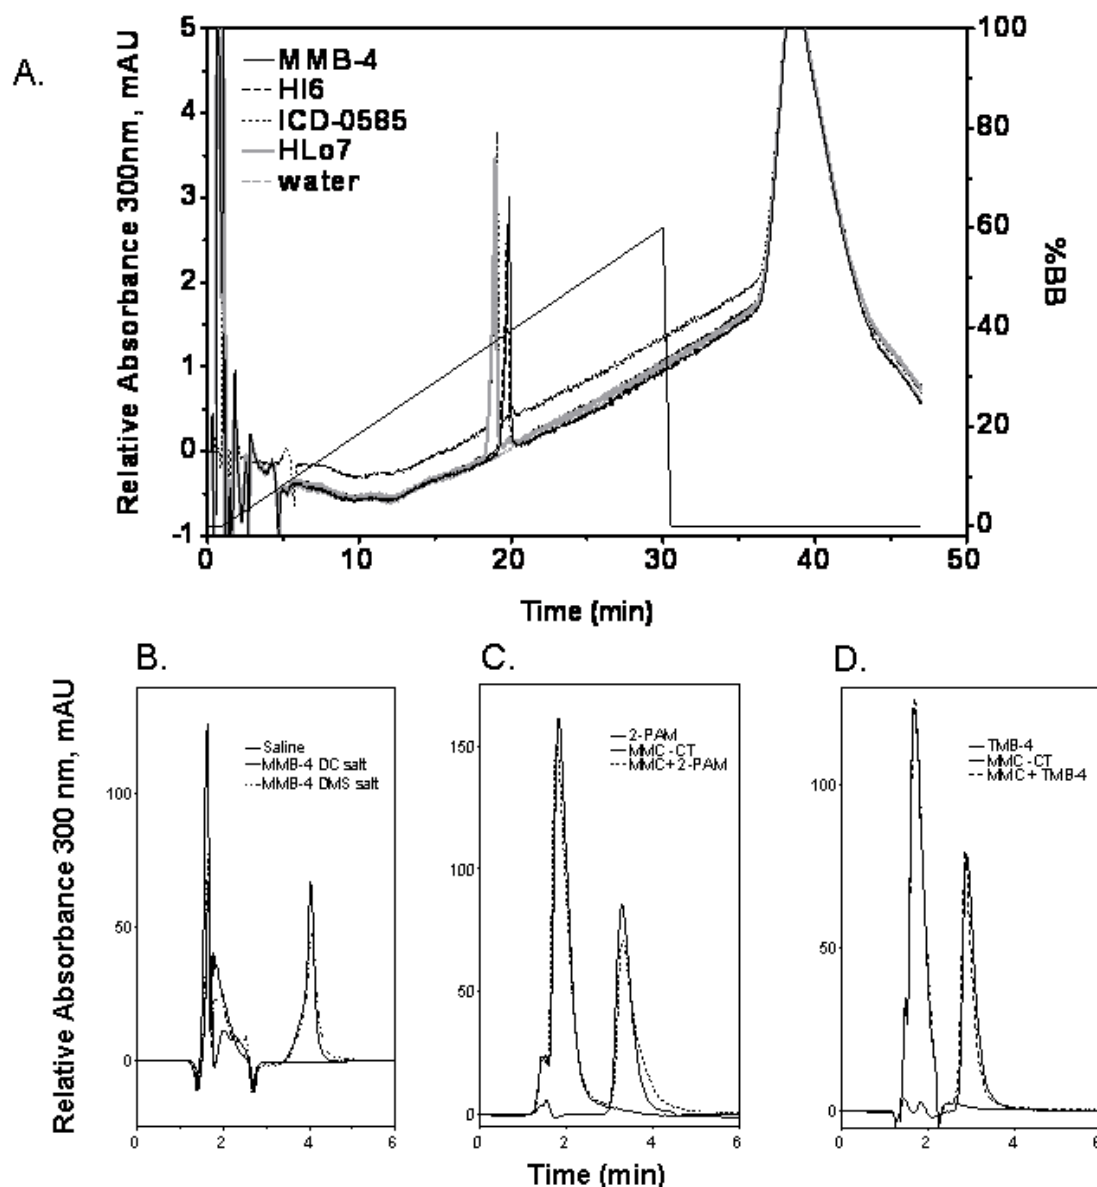 A.
Relative Absorbance 300nm, mAU
5
4
3
2
1
0
-1
MMB-4
HI6
ICD-0585
HLo7
water
100
80
60
40
20
0
%BB
0 10 20 30 40 50
Time (min)
B.
C.
D.
Relative Absorbance 300 nm, mAU
Saline
MMB-4 DC salt
MMB-4 DMS salt
100
50
0
0 2 4 6
2-PAM
MMC-CT
MMC+2-PAM
150
100
50
0
0 2 4 6
TMB-4
MMC-CT
MMC + TMB-4
100
50
0
0 2 4 6
Time (min)